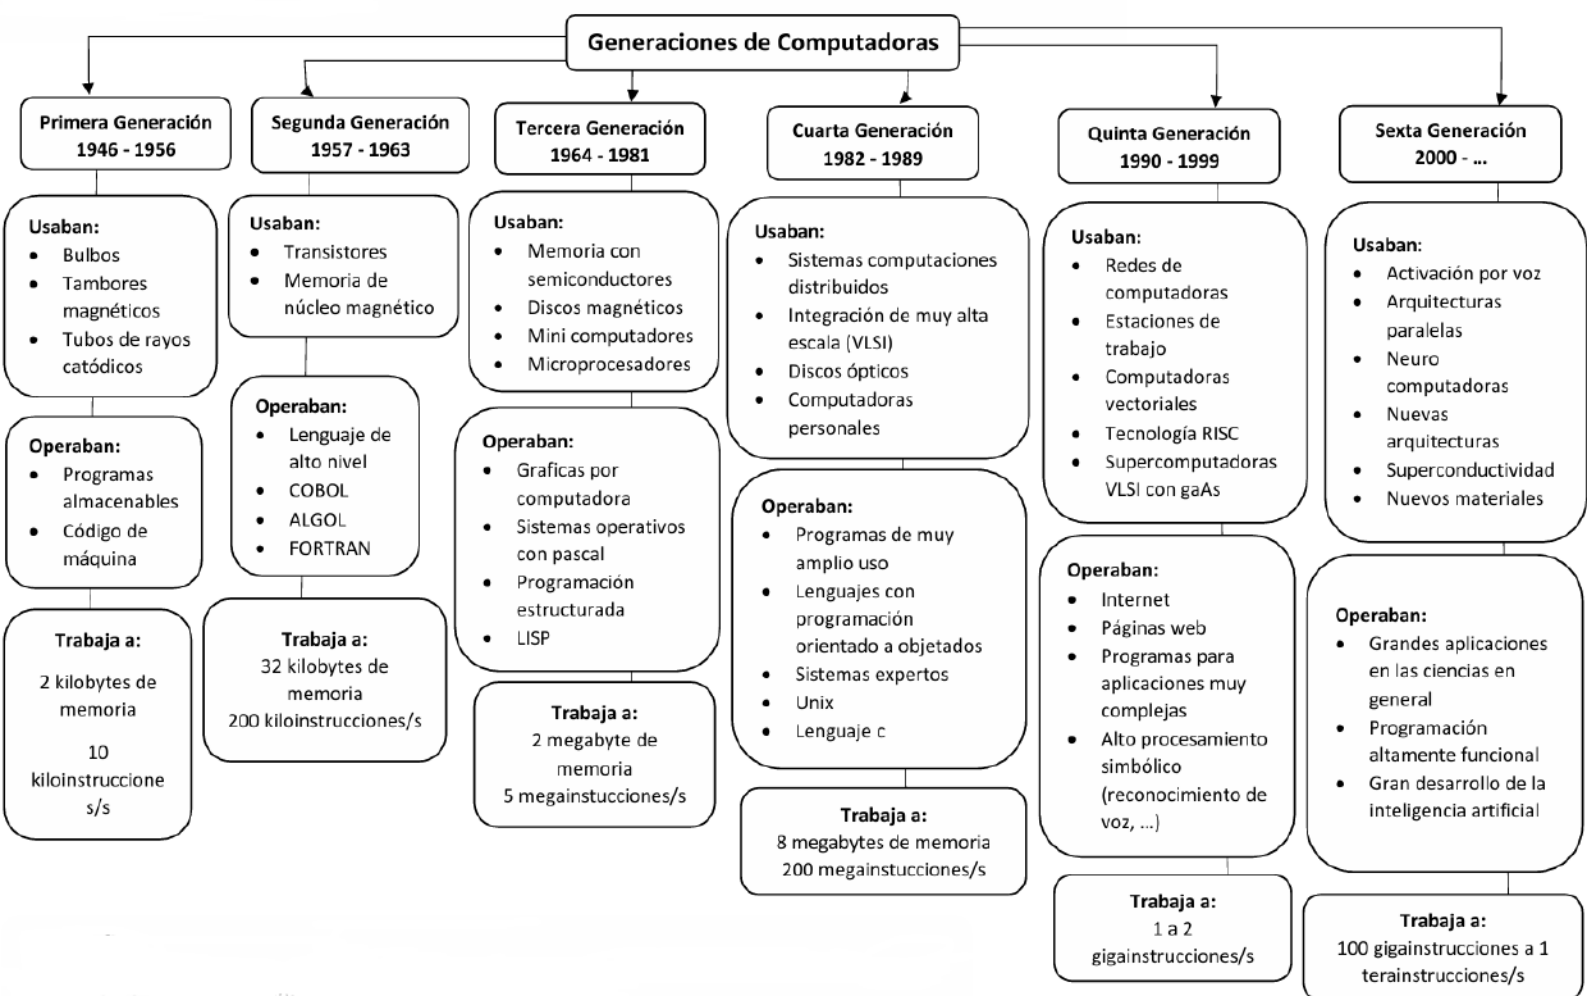 Generaciones de Computadoras
Primera Generación
1946 - 1956
Usaban:
• Bulbos
• Tambores
magnéticos
• Tubos de rayos
catódicos
Operaban:
• Programas
almacenables
• Código de
máquina
Trabaja a:
2 kilobytes de
memoria
10
kiloinstruccione
s/s
Segunda Generación
1957 - 1963
Usaban:
• Transistores
• Memoria de
núcleo magnético
Operaban:
• Lenguaje de
alto nivel
• COBOL
• ALGOL
• FORTRAN
Trabaja a:
32 kilobytes de
memoria
200 kiloinstrucciones/s
Tercera Generación
1964 - 1981
Usaban:
• Memoria con
semiconductores
• Discos magnéticos
• Mini computadores
• Microprocesadores
Operaban:
• Graficas por
computadora
• Sistemas operativos
con pascal
• Programación
estructurada
• LISP
Trabaja a:
2 megabyte de
memoria
5 megainstucciones/s
Cuarta Generación
1982 - 1989
Usaban:
• Sistemas computaciones
distribuidos
• Integración de muy alta
escala (VLSI)
• Discos ópticos
• Computadoras
personales
Operaban:
• Programas de muy
amplio uso
• Lenguajes con
programación
orientado a objetados
• Sistemas expertos
• Unix
• Lenguaje c
Trabaja a:
8 megabytes de memoria
200 megainstucciones/s
Quinta Generación
1990 - 1999
Usaban:
• Redes de
computadoras
• Estaciones de
trabajo
• Computadoras
vectoriales
• Tecnología RISC
• Supercomputadoras
VLSI con gaAs
Operaban:
• Internet
• Páginas web
• Programas para
aplicaciones muy
complejas
• Alto procesamiento
simbólico
(reconocimiento de
voz, ...)
Trabaja a:
1 a 2
gigainstrucciones/s
Sexta Generación
2000 - ...
Usaban:
• Activación por voz
• Arquitecturas
paralelas
• Neuro
computadoras
• Nuevas
arquitecturas
• Superconductividad
• Nuevos materiales
Operaban:
• Grandes aplicaciones
en las ciencias en
general
• Programación
altamente funcional
• Gran desarrollo de la
inteligencia artificial
Trabaja a:
100 gigainstrucciones a 1
terainstrucciones/s